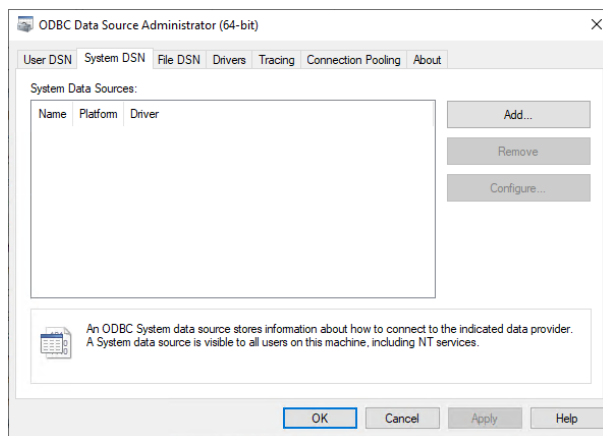 ODBC Data Source Administrator (64-bit)
User DSN System DSN File DSN Drivers Tracing Connection Pooling About
System Data Sources:
Name Platform Driver
Add...
Remove
Configure...
An ODBC System data source stores information about how to connect to the indicated data provider.
A System data source is visible to all users on this machine, including NT services.
OK Cancel Apply Help